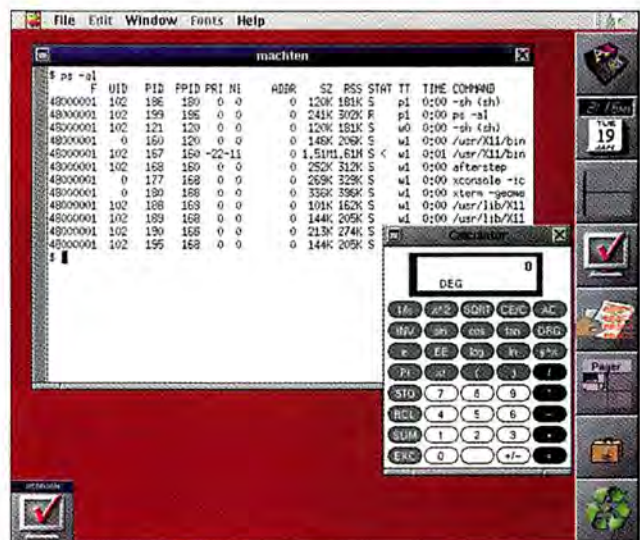 File Edit Window Fonts Help
machten
$ ps -al
F UID PID PPID PRI NI ADDR SZ RSS STAT TT TIME COMMAND
48000001 102 186 180 0 0 0 120K 181K S p1 0:00 -sh (sh)
48000001 102 199 186 0 0 0 241K 302K R p1 0:00 ps -al
48000001 102 121 120 0 0 0 120K 181K S w0 0:00 -sh (sh)
48000001 0 160 120 0 0 0 146K 206K S w1 0:00 /usr/X11/bin
48000001 102 167 160 -22 -11 0 1.51M 1.61M S < w1 0:01 /usr/X11/bin
48000001 102 168 160 0 0 0 252K 312K S w1 0:00 afterstep
48000001 0 177 168 0 0 0 269K 329K S w1 0:00 xconsole -sc
48000001 0 180 168 0 0 0 336K 396K S w1 0:00 xterm -geome
48000001 102 188 168 0 0 0 101K 162K S w1 0:00 /usr/lib/X11
48000001 102 189 168 0 0 0 144K 205K S w1 0:00 /usr/lib/X11
48000001 102 190 168 0 0 0 213K 274K S
48000001 102 195 168 0 0 0 144K 205K S
$
TUE
19
Calculator
0
DEG
1/x x^2 SQRT CE/C AC
INV sin cos tan DRG
e EE log ln y^x
PI x! ( ) /
STO 7 8 9 *
RCL 4 5 6 -
SUM 1 2 3 +
EXC 0 . +/- =
Pager